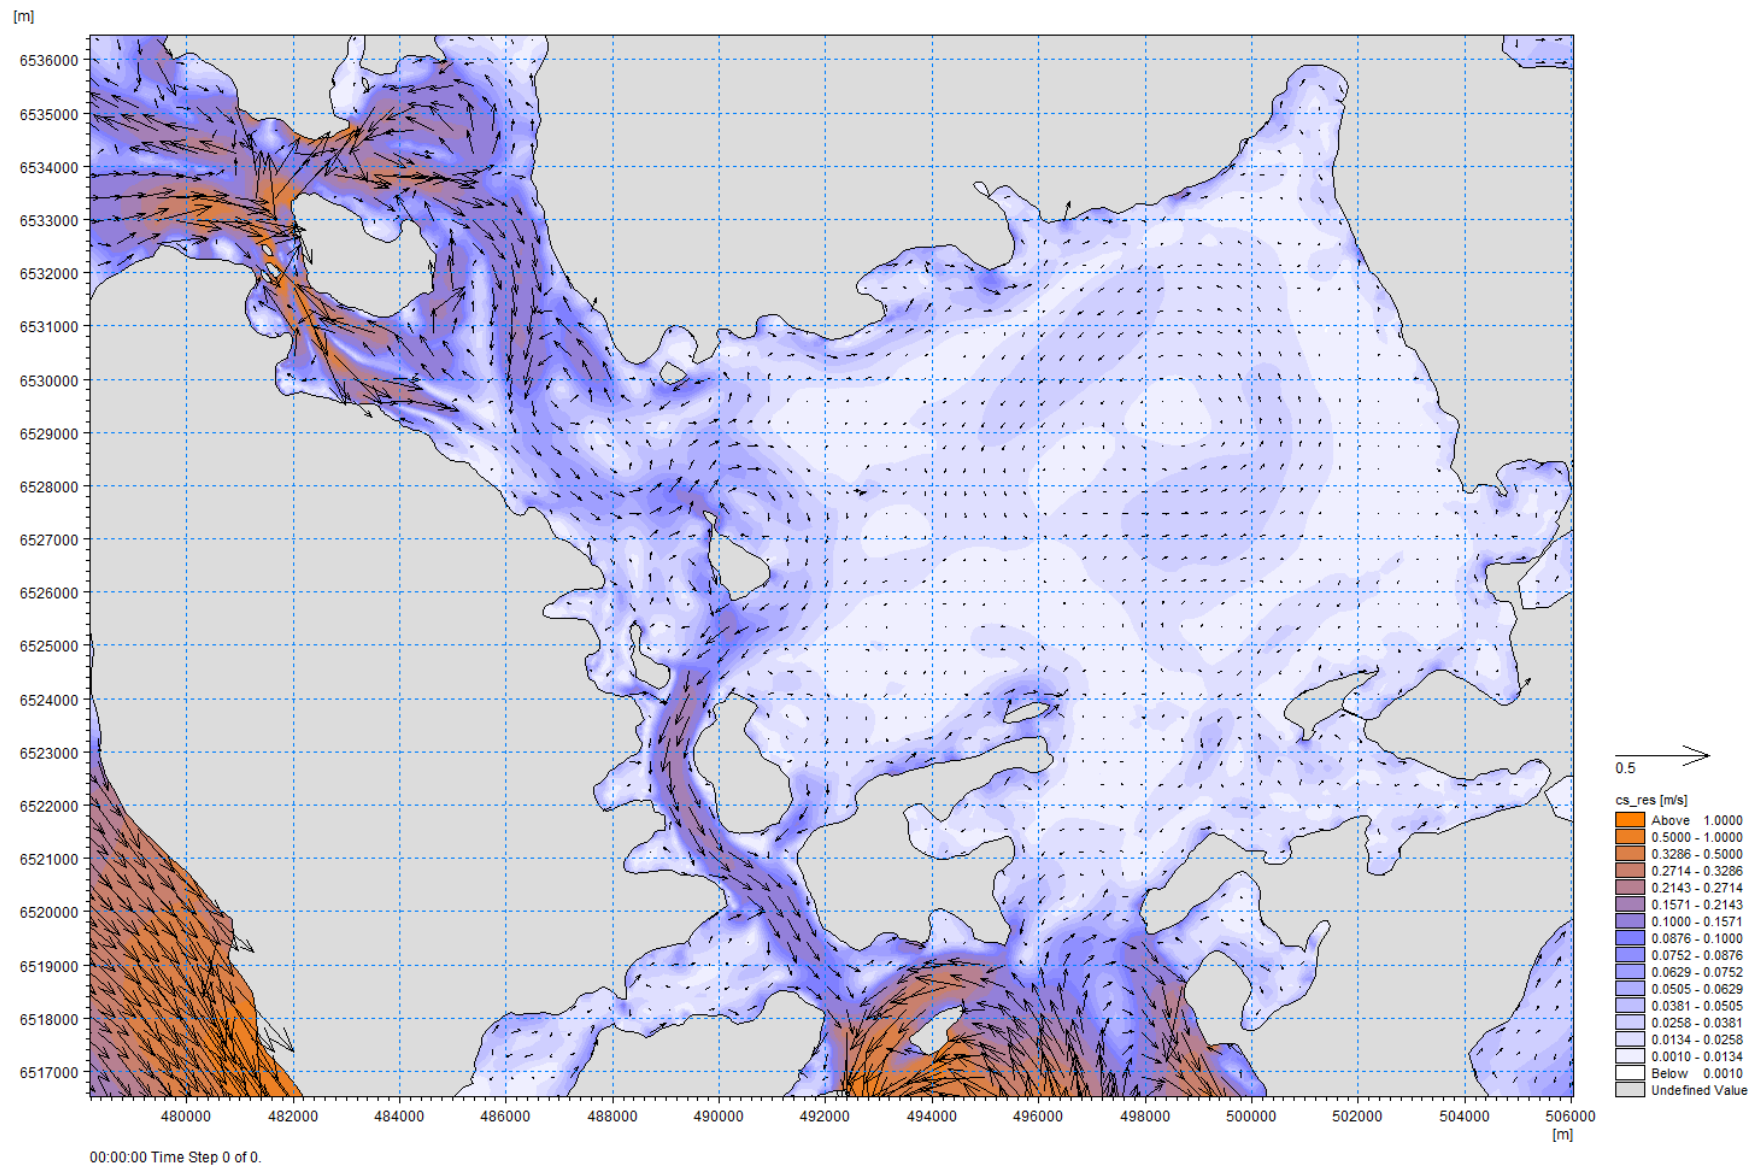 [m]
6536000
6535000
6534000
6533000
6532000
6531000
6530000
6529000
6528000
6527000
6526000
6525000
6524000
6523000
6522000
6521000
6520000
6519000
6518000
6517000
480000 482000 484000 486000 488000 490000 492000 494000 496000 498000 500000 502000 504000 506000
[m]
00:00:00 Time Step 0 of 0.
0.5
cs_res [m/s]
Above 1.0000
0.5000 - 1.0000
0.3286 - 0.5000
0.2714 - 0.3286
0.2143 - 0.2714
0.1571 - 0.2143
0.1000 - 0.1571
0.0876 - 0.1000
0.0752 - 0.0876
0.0629 - 0.0752
0.0505 - 0.0629
0.0381 - 0.0505
0.0258 - 0.0381
0.0134 - 0.0258
0.0010 - 0.0134
Below 0.0010
Undefined Value